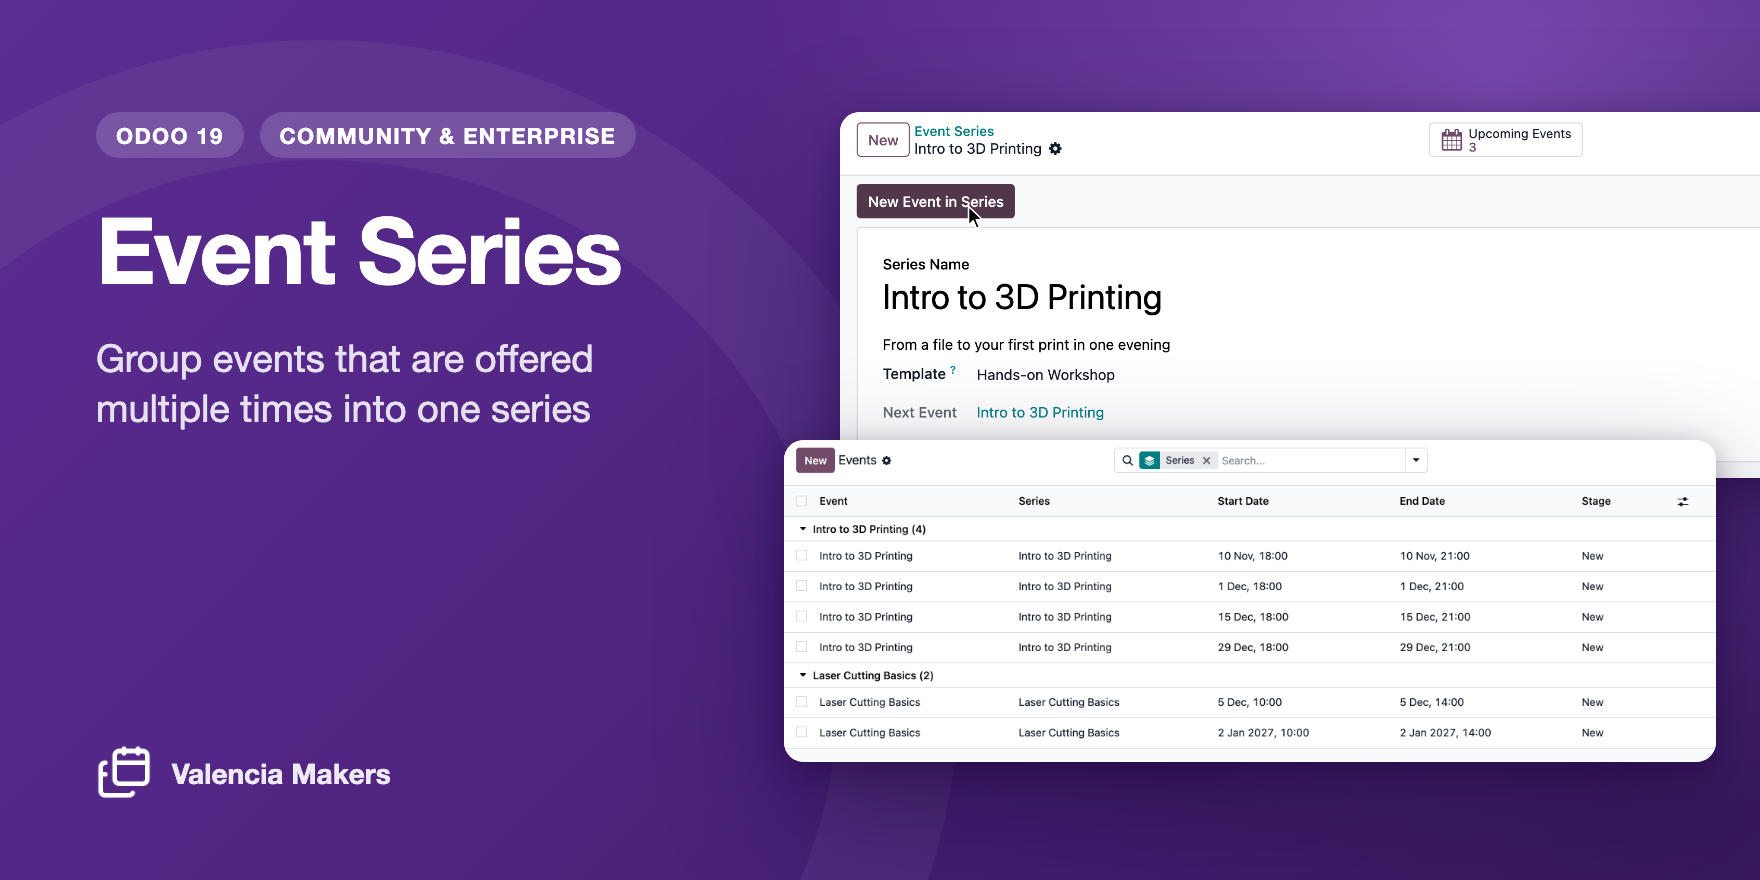 ODOO 19
COMMUNITY & ENTERPRISE
Event Series
Group events that are offered
multiple times into one series
Valencia Makers
New
Event Series
Intro to 3D Printing
Upcoming Events
3
New Event in Series
Series Name
Intro to 3D Printing
From a file to your first print in one evening
Template ? Hands-on Workshop
Next Event Intro to 3D Printing
New Events Series Search...
Event Series Start Date End Date Stage
Intro to 3D Printing (4)
Intro to 3D Printing Intro to 3D Printing 10 Nov, 18:00 10 Nov, 21:00 New
Intro to 3D Printing Intro to 3D Printing 1 Dec, 18:00 1 Dec, 21:00 New
Intro to 3D Printing Intro to 3D Printing 15 Dec, 18:00 15 Dec, 21:00 New
Intro to 3D Printing Intro to 3D Printing 29 Dec, 18:00 29 Dec, 21:00 New
Laser Cutting Basics (2)
Laser Cutting Basics Laser Cutting Basics 5 Dec, 10:00 5 Dec, 14:00 New
Laser Cutting Basics Laser Cutting Basics 2 Jan 2027, 10:00 2 Jan 2027, 14:00 New